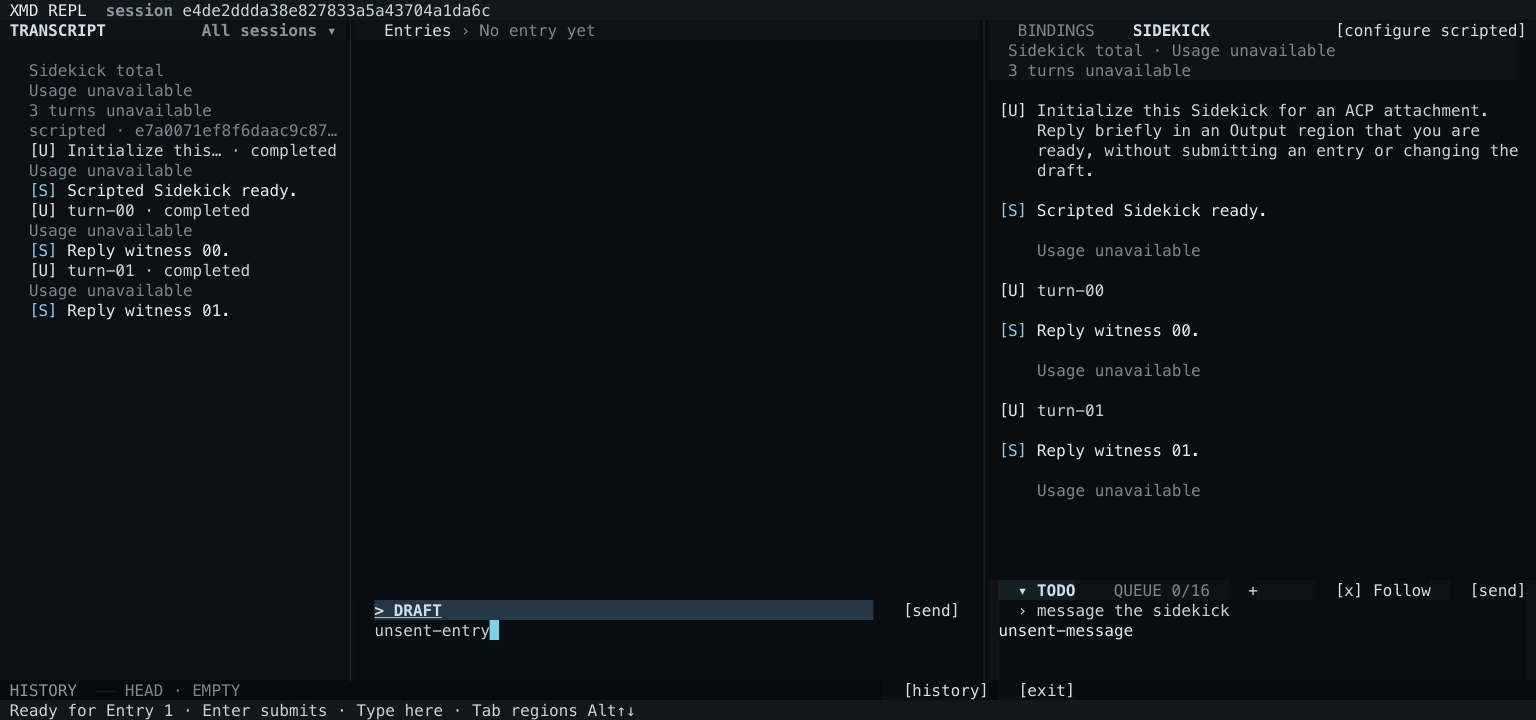 XMD REPL  session e4de2ddda38e827833a5a43704a1da6c
TRANSCRIPT          All sessions ▾
Sidekick total
Usage unavailable
3 turns unavailable
scripted · e7a0071ef8f6daac9c87…
[U] Initialize this… · completed
Usage unavailable
[S] Scripted Sidekick ready.
[U] turn-00 · completed
Usage unavailable
[S] Reply witness 00.
[U] turn-01 · completed
Usage unavailable
[S] Reply witness 01.
Entries › No entry yet
> DRAFT                [send]
unsent-entry
BINDINGS    SIDEKICK             [configure scripted]
Sidekick total · Usage unavailable
3 turns unavailable
[U] Initialize this Sidekick for an ACP attachment.
Reply briefly in an Output region that you are
ready, without submitting an entry or changing the
draft.
[S] Scripted Sidekick ready.
Usage unavailable
[U] turn-00
[S] Reply witness 00.
Usage unavailable
[U] turn-01
[S] Reply witness 01.
Usage unavailable
▾ TODO    QUEUE 0/16    +        [x] Follow    [send]
› message the sidekick
unsent-message
HISTORY  —— HEAD · EMPTY          [history]   [exit]
Ready for Entry 1 · Enter submits · Type here · Tab regions Alt↑↓